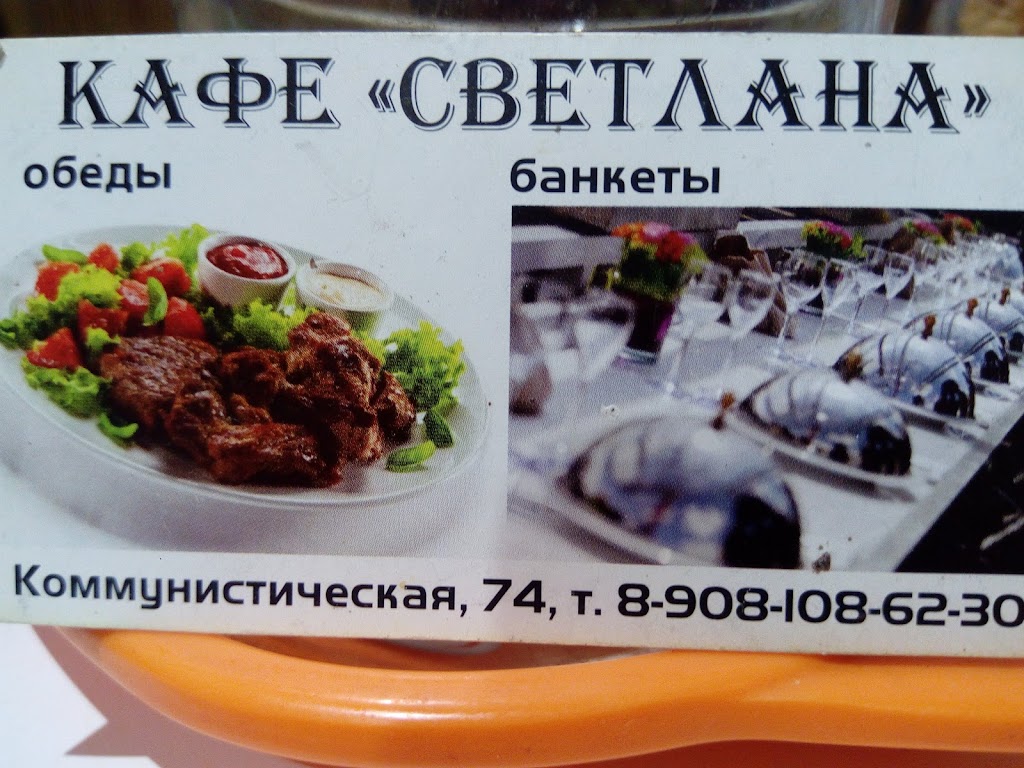 КАФЕ «СВЕТЛАНА»
обеды
банкеты
Коммунистическая, 74, т. 8-908-108-62-30